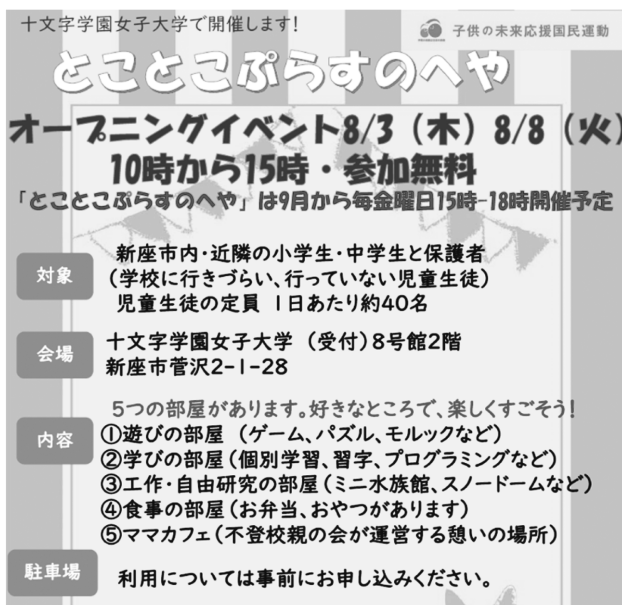 十文字学園女子大学で開催します!
子供の未来応援国民運動
とことこぷらすのへや
オープニングイベント8/3（木）8/8（火）
10時から15時・参加無料
「とことこぷらすのへや」は9月から毎金曜日15時-18時開催予定
対象
新座市内・近隣の小学生・中学生と保護者
（学校に行きづらい、行っていない児童生徒）
児童生徒の定員 1日あたり約40名
会場
十文字学園女子大学 （受付）8号館2階
新座市菅沢2-1-28
内容
5つの部屋があります。好きなところで、楽しくすごそう!
①遊びの部屋 （ゲーム、パズル、モルックなど）
②学びの部屋（個別学習、習字、プログラミングなど）
③工作・自由研究の部屋（ミニ水族館、スノードームなど）
④食事の部屋（お弁当、おやつがあります）
⑤ママカフェ（不登校親の会が運営する憩いの場所）
駐車場
利用については事前にお申し込みください。